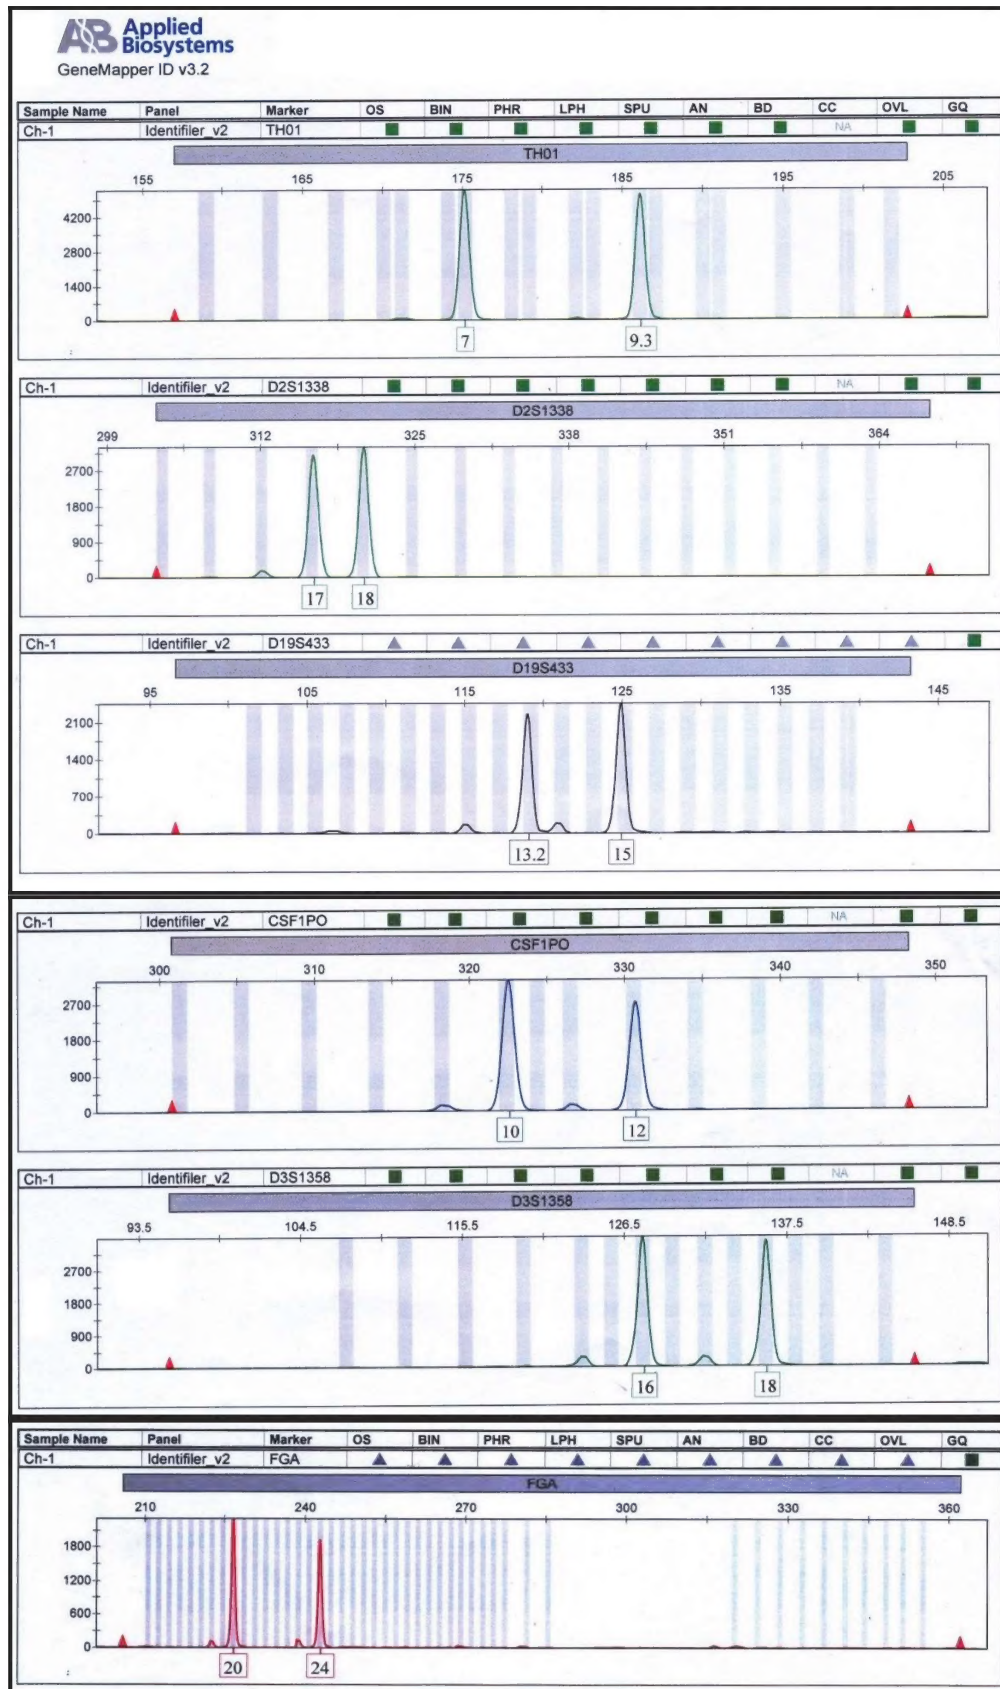 AB Applied
Biosystems
GeneMapper ID v3.2
Sample Name Panel Marker OS BIN PHR LPH SPU AN BD CC OVL GQ
Ch-1 Identifiler_v2 TH01 NA
TH01
155 165 175 185 195 205
4200
2800
1400
0
7 9.3
Ch-1 Identifiler_v2 D2S1338 NA
D2S1338
299 312 325 338 351 364
2700
1800
900
0
17 18
Ch-1 Identifiler_v2 D19S433
D19S433
95 105 115 125 135 145
2100
1400
700
0
13.2 15
Ch-1 Identifiler_v2 CSF1PO NA
CSF1PO
300 310 320 330 340 350
2700
1800
900
0
10 12
Ch-1 Identifiler_v2 D3S1358 NA
D3S1358
93.5 104.5 115.5 126.5 137.5 148.5
2700
1800
900
0
16 18
Sample Name Panel Marker OS BIN PHR LPH SPU AN BD CC OVL GQ
Ch-1 Identifiler_v2 FGA
FGA
210 240 270 300 330 360
1800
1200
600
0
20 24